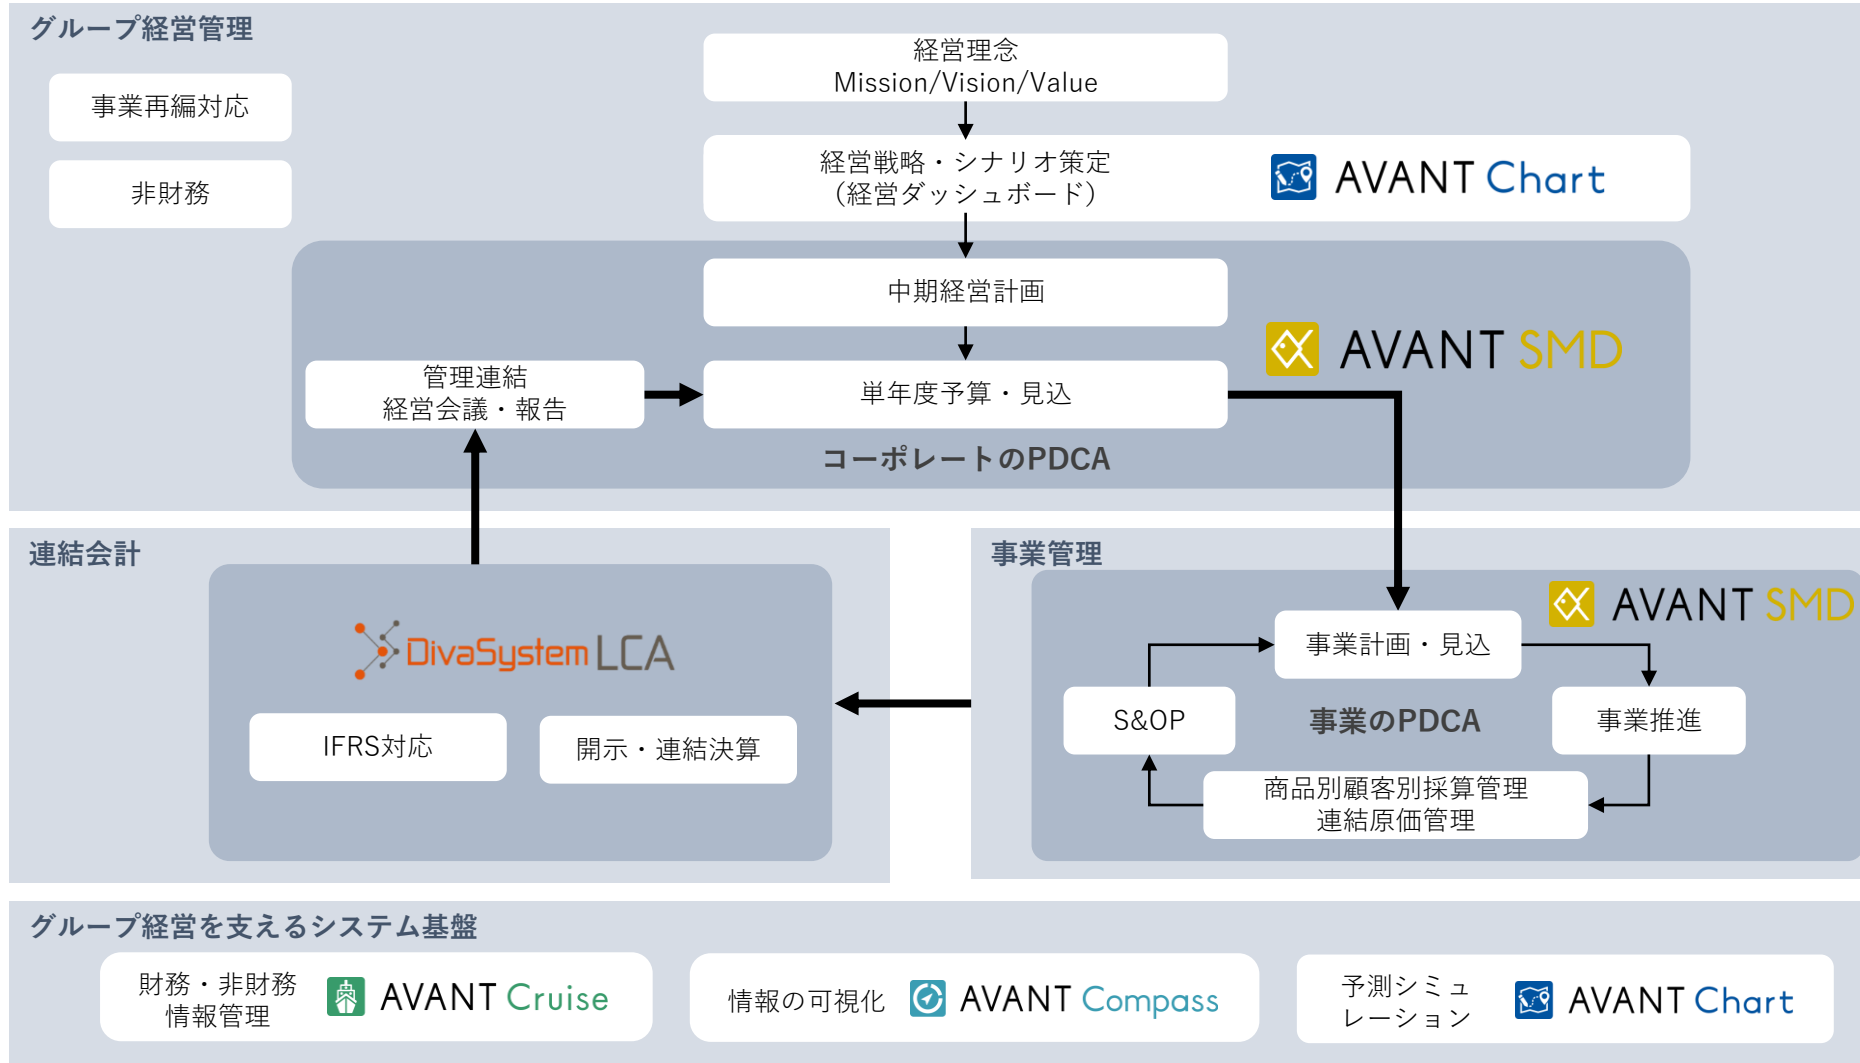 グループ経営管理
事業再編対応
非財務
経営理念
Mission/Vision/Value
経営戦略・シナリオ策定
（経営ダッシュボード）
AVANT Chart
中期経営計画
AVANT SMD
管理連結
経営会議・報告
単年度予算・見込
コーポレートのPDCA
連結会計
DivaSystem LCA
IFRS対応
開示・連結決算
事業管理
AVANT SMD
事業計画・見込
S&OP
事業のPDCA
事業推進
商品別顧客別採算管理
連結原価管理
グループ経営を支えるシステム基盤
財務・非財務
情報管理
AVANT Cruise
情報の可視化
AVANT Compass
予測シミュ
レーション
AVANT Chart